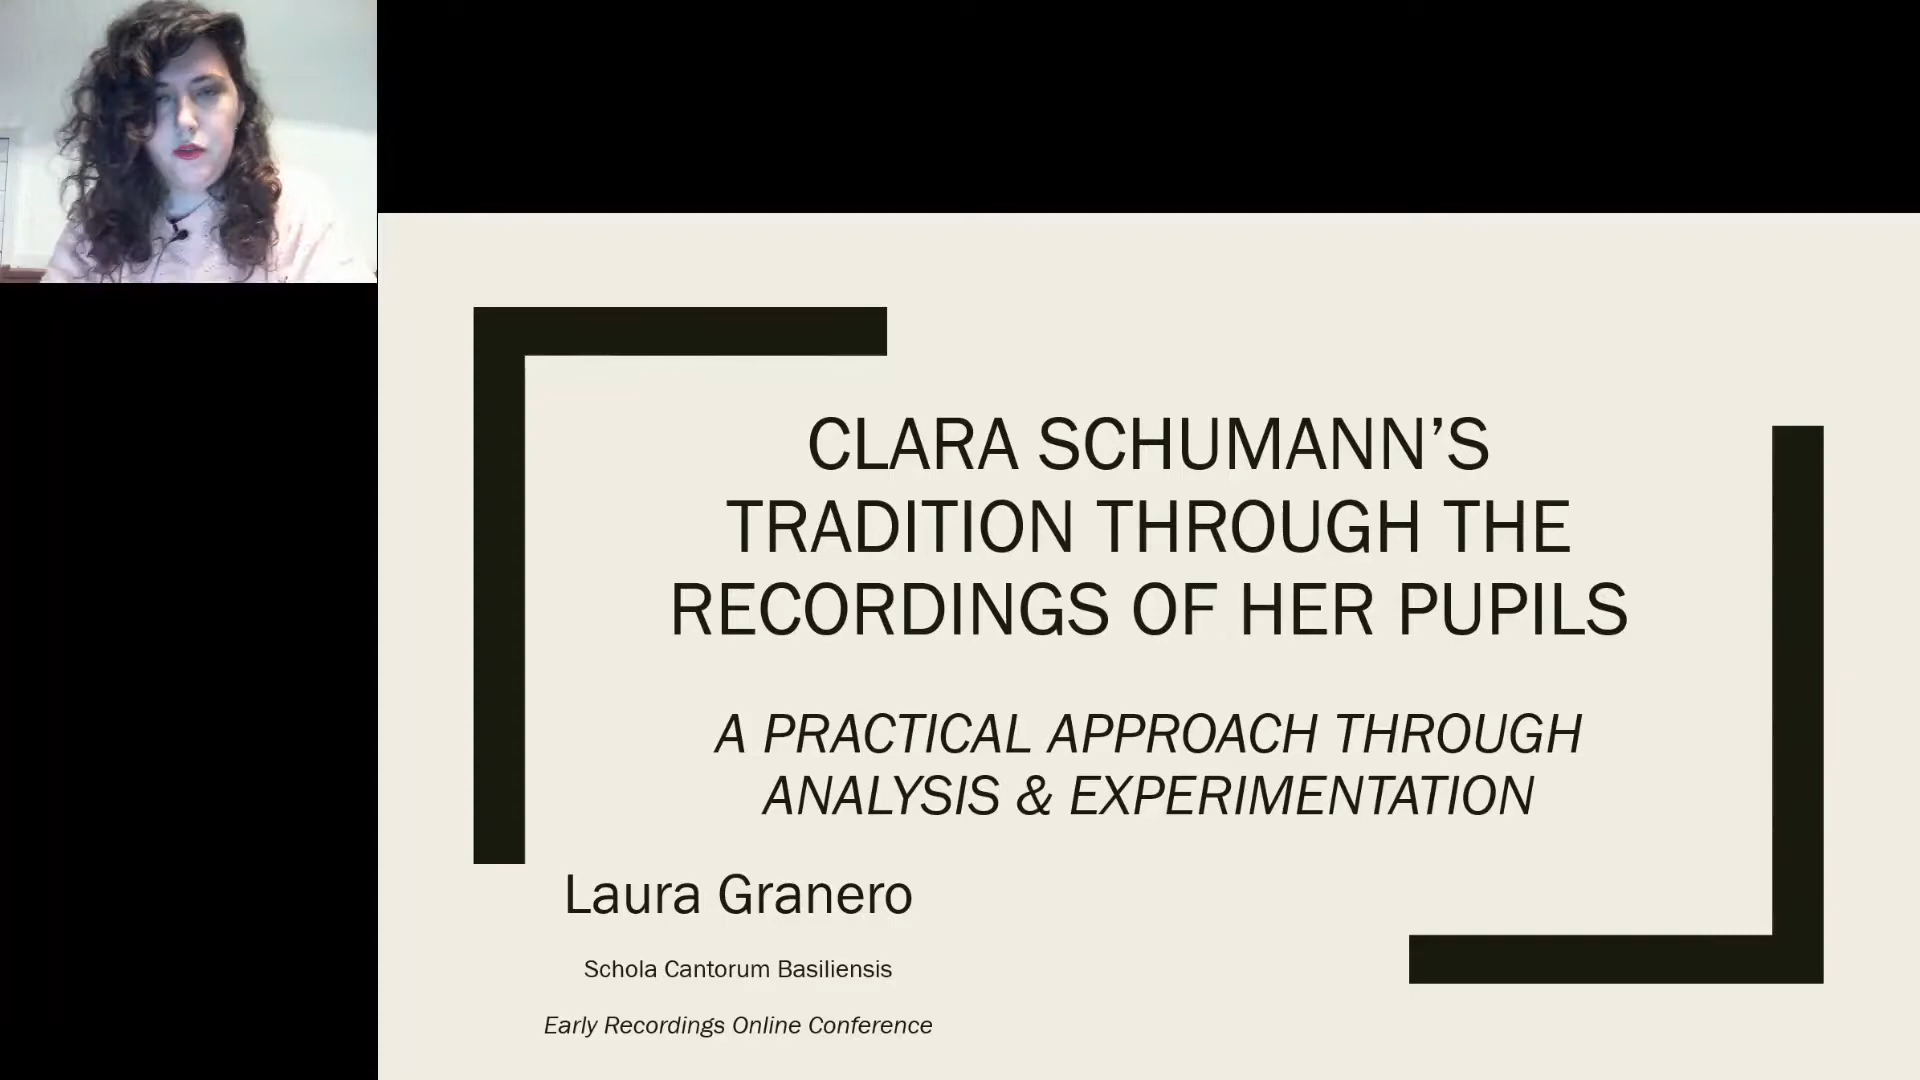 CLARA SCHUMANN’S
TRADITION THROUGH THE
RECORDINGS OF HER PUPILS
A PRACTICAL APPROACH THROUGH
ANALYSIS & EXPERIMENTATION
Laura Granero
Schola Cantorum Basiliensis
Early Recordings Online Conference